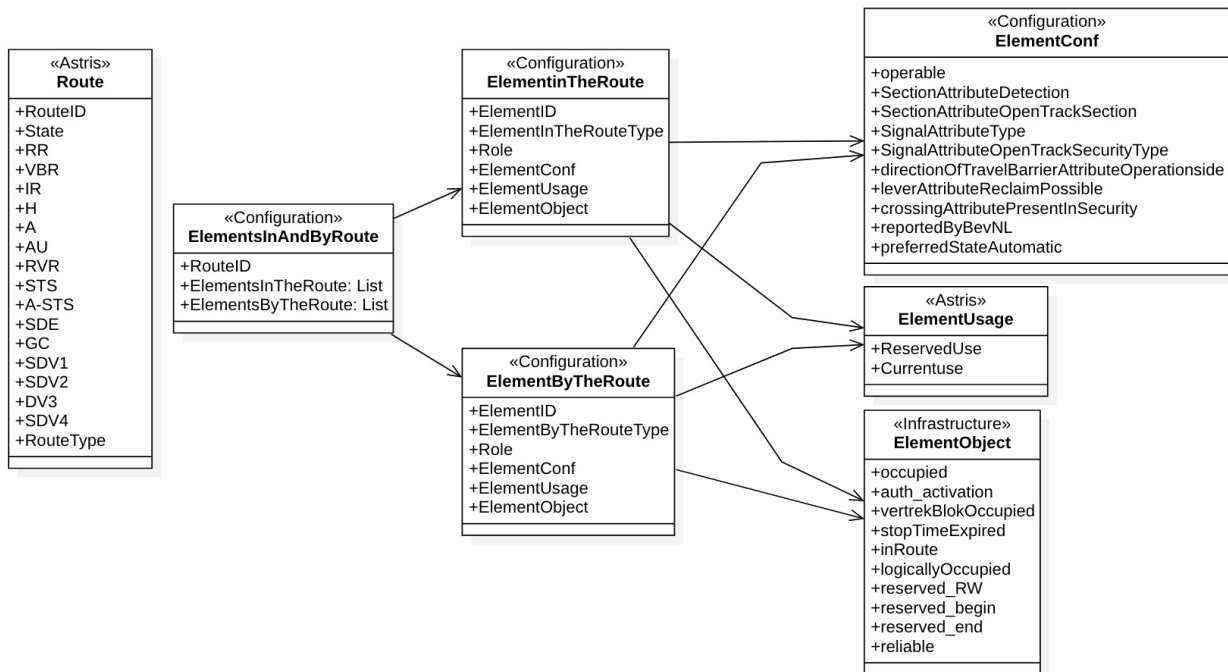 «Astris»
Route
+RouteID
+State
+RR
+VBR
+IR
+H
+A
+AU
+RVR
+STS
+A-STS
+SDE
+GC
+SDV1
+SDV2
+DV3
+SDV4
+RouteType
«Configuration»
ElementsInAndByRoute
+RouteID
+ElementsInTheRoute: List
+ElementsByTheRoute: List
«Configuration»
ElementinTheRoute
+ElementID
+ElementInTheRouteType
+Role
+ElementConf
+ElementUsage
+ElementObject
«Configuration»
ElementByTheRoute
+ElementID
+ElementByTheRouteType
+Role
+ElementConf
+ElementUsage
+ElementObject
«Configuration»
ElementConf
+operable
+SectionAttributeDetection
+SectionAttributeOpenTrackSection
+SignalAttributeType
+SignalAttributeOpenTrackSecurityType
+directionOfTravelBarrierAttributeOperationside
+leverAttributeReclaimPossible
+crossingAttributePresentInSecurity
+reportedByBevNL
+preferredStateAutomatic
«Astris»
ElementUsage
+ReservedUse
+Currentuse
«Infrastructure»
ElementObject
+occupied
+auth_activation
+vertrekBlokOccupied
+stopTimeExpired
+inRoute
+logicallyOccupied
+reserved_RW
+reserved_begin
+reserved_end
+reliable